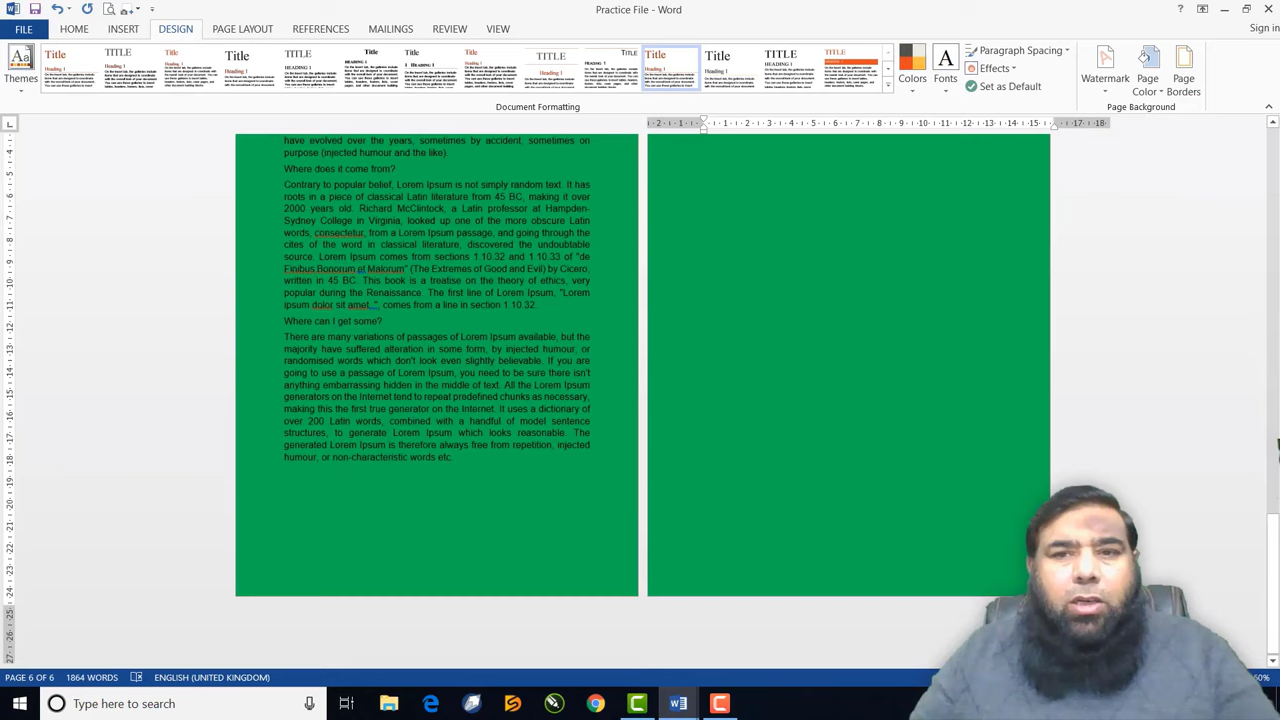 Practice File - Word
Sign in
FILE HOME INSERT DESIGN PAGE LAYOUT REFERENCES MAILINGS REVIEW VIEW
Themes
Title TITLE Title Title TITLE Title TITLE Title TITLE Title Title TITLE TITLE
Heading 1
Colors Fonts
Paragraph Spacing
Effects
Set as Default
Watermark Page Color Page Borders
Document Formatting
Page Background
have evolved over the years, sometimes by accident, sometimes on
purpose (injected humour and the like).
Where does it come from?
Contrary to popular belief, Lorem Ipsum is not simply random text. It has
roots in a piece of classical Latin literature from 45 BC, making it over
2000 years old. Richard McClintock, a Latin professor at Hampden-
Sydney College in Virginia, looked up one of the more obscure Latin
words, consectetur, from a Lorem Ipsum passage, and going through the
cites of the word in classical literature, discovered the undoubtable
source. Lorem Ipsum comes from sections 1.10.32 and 1.10.33 of "de
Finibus Bonorum et Malorum" (The Extremes of Good and Evil) by Cicero,
written in 45 BC. This book is a treatise on the theory of ethics, very
popular during the Renaissance. The first line of Lorem Ipsum, "Lorem
ipsum dolor sit amet..", comes from a line in section 1.10.32.
Where can I get some?
There are many variations of passages of Lorem Ipsum available, but the
majority have suffered alteration in some form, by injected humour, or
randomised words which don't look even slightly believable. If you are
going to use a passage of Lorem Ipsum, you need to be sure there isn't
anything embarrassing hidden in the middle of text. All the Lorem Ipsum
generators on the Internet tend to repeat predefined chunks as necessary,
making this the first true generator on the Internet. It uses a dictionary of
over 200 Latin words, combined with a handful of model sentence
structures, to generate Lorem Ipsum which looks reasonable. The
generated Lorem Ipsum is therefore always free from repetition, injected
humour, or non-characteristic words etc.
PAGE 6 OF 6 1864 WORDS ENGLISH (UNITED KINGDOM)
60%
Type here to search